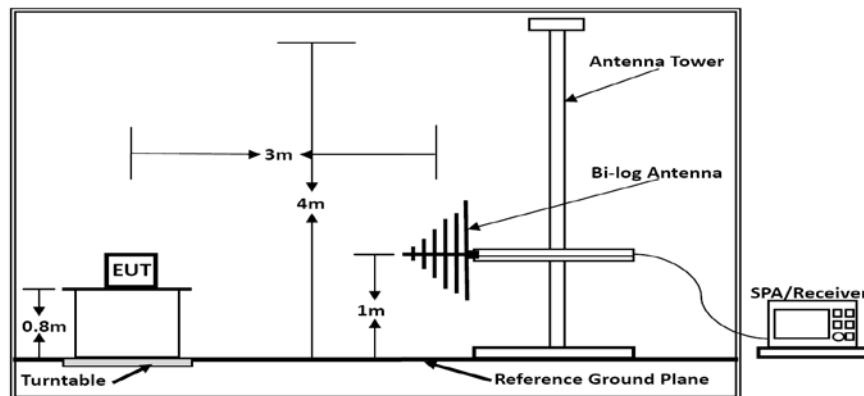 Antenna Tower
3m
Bi-log Antenna
4m
EUT
SPA/Receiver
0.8m
1m
Turntable
Reference Ground Plane